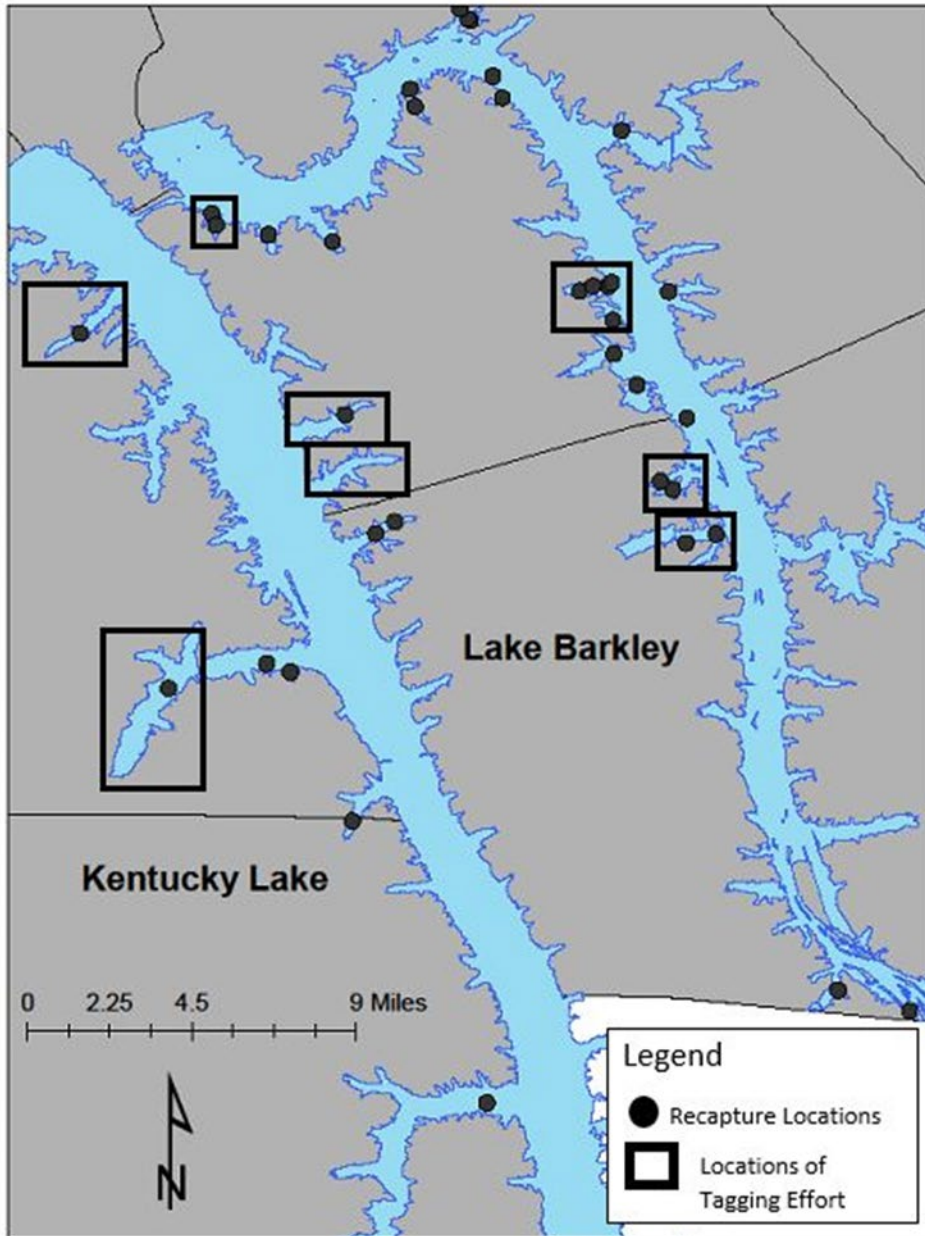 Lake Barkley
Kentucky Lake
0 2.25 4.5 9 Miles
N
Legend
Recapture Locations
Locations of
Tagging Effort